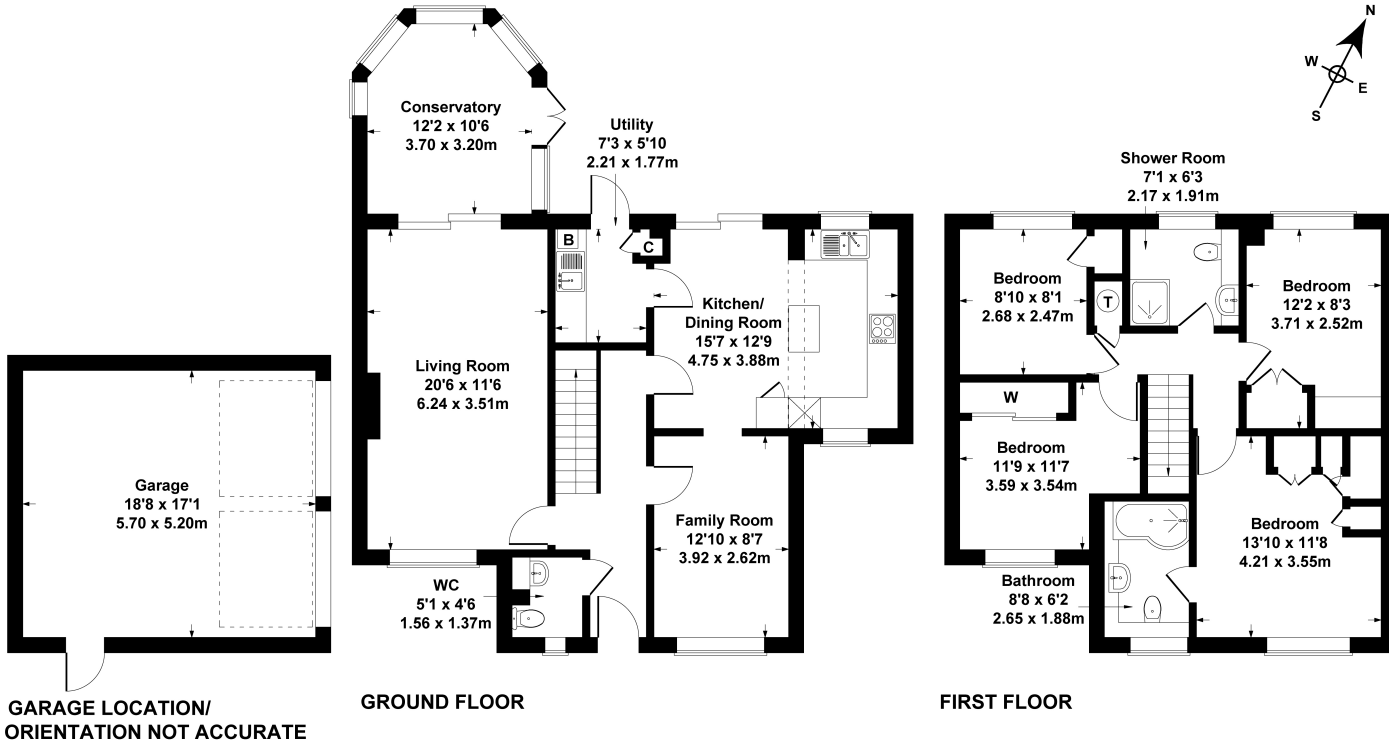 N
W
E
S
Conservatory
12'2 x 10'6
3.70 x 3.20m
Utility
7'3 x 5'10
2.21 x 1.77m
B
C
Kitchen/
Dining Room
15'7 x 12'9
4.75 x 3.88m
Living Room
20'6 x 11'6
6.24 x 3.51m
Family Room
12'10 x 8'7
3.92 x 2.62m
WC
5'1 x 4'6
1.56 x 1.37m
Garage
18'8 x 17'1
5.70 x 5.20m
Shower Room
7'1 x 6'3
2.17 x 1.91m
Bedroom
8'10 x 8'1
2.68 x 2.47m
T
Bedroom
12'2 x 8'3
3.71 x 2.52m
W
Bedroom
11'9 x 11'7
3.59 x 3.54m
Bedroom
13'10 x 11'8
4.21 x 3.55m
Bathroom
8'8 x 6'2
2.65 x 1.88m
GARAGE LOCATION/
ORIENTATION NOT ACCURATE
GROUND FLOOR
FIRST FLOOR